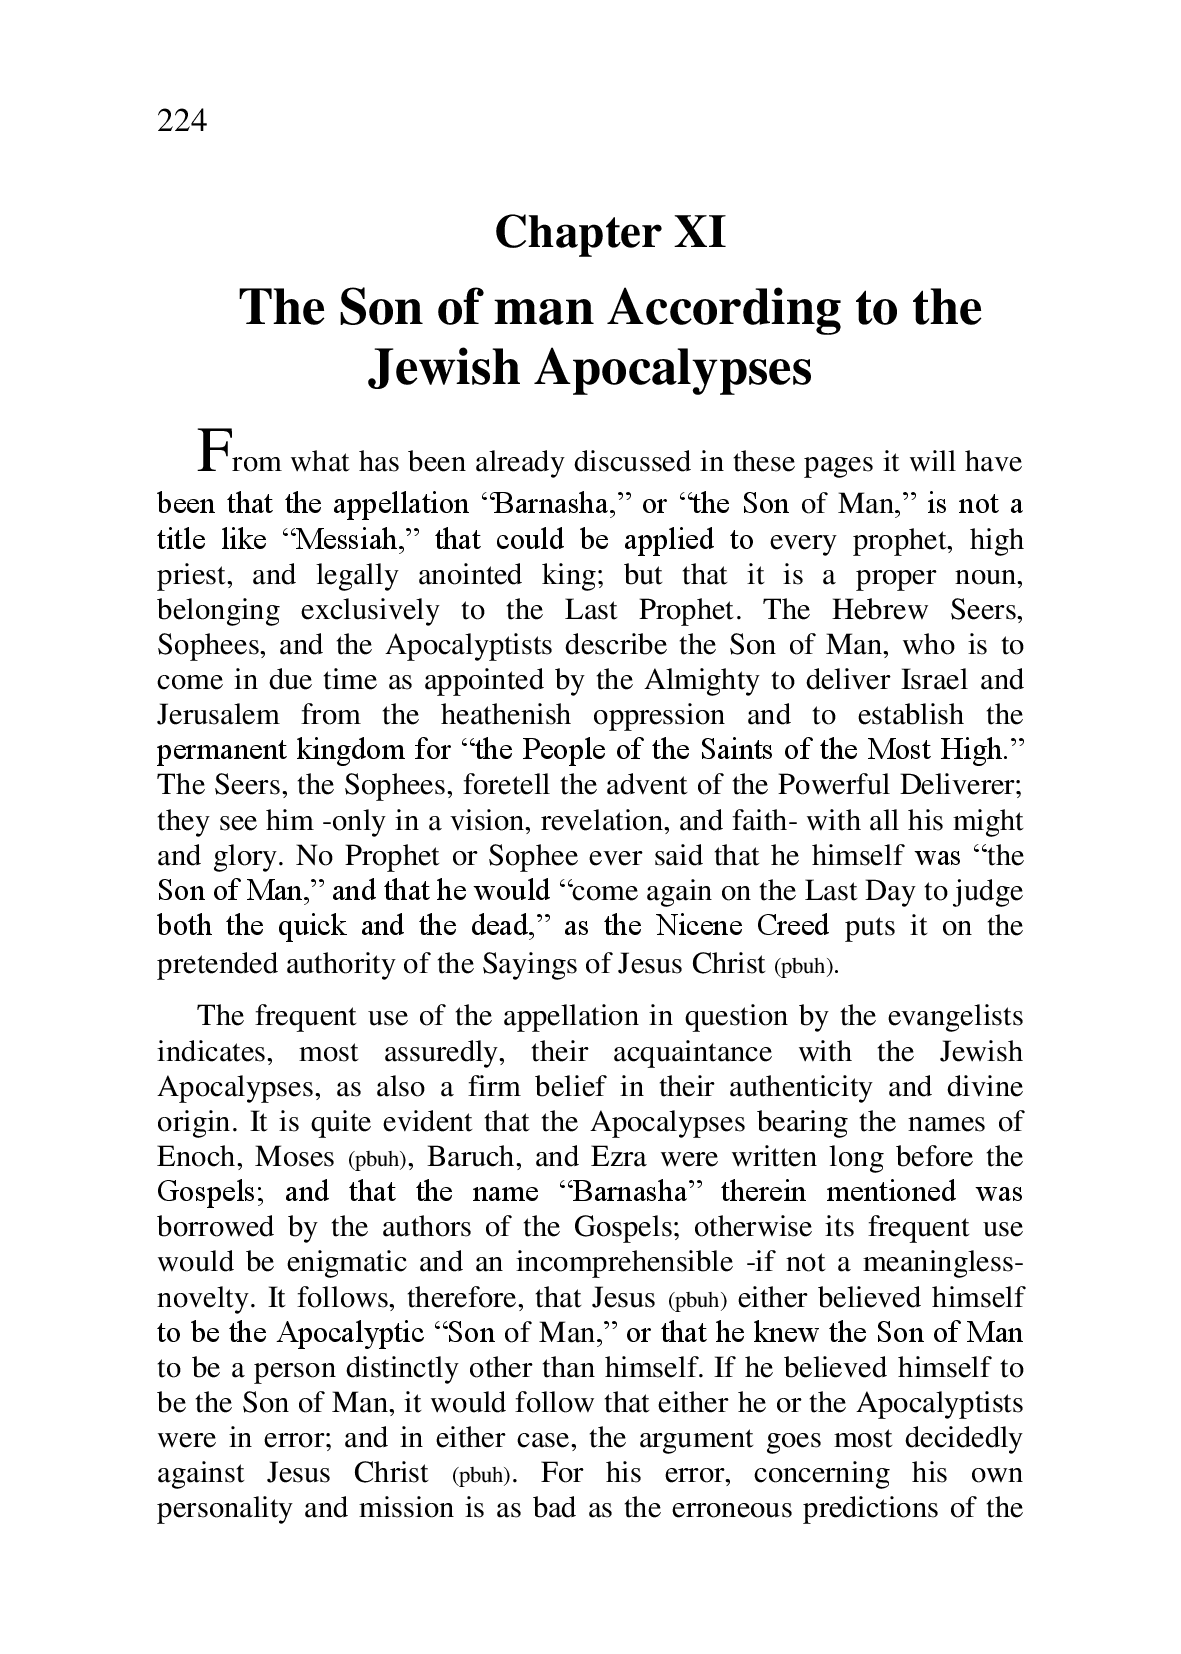 224
Chapter XI
The Son of man According to the
Jewish Apocalypses
From what has been already discussed in these pages it will have
been that the appellation “Barnasha,” or “the Son of Man,” is not a
title like “Messiah,” that could be applied to every prophet, high
priest, and legally anointed king; but that it is a proper noun,
belonging exclusively to the Last Prophet. The Hebrew Seers,
Sophees, and the Apocalyptists describe the Son of Man, who is to
come in due time as appointed by the Almighty to deliver Israel and
Jerusalem from the heathenish oppression and to establish the
permanent kingdom for “the People of the Saints of the Most High.”
The Seers, the Sophees, foretell the advent of the Powerful Deliverer;
they see him -only in a vision, revelation, and faith- with all his might
and glory. No Prophet or Sophee ever said that he himself was “the
Son of Man,” and that he would “come again on the Last Day to judge
both the quick and the dead,” as the Nicene Creed puts it on the
pretended authority of the Sayings of Jesus Christ (pbuh).
The frequent use of the appellation in question by the evangelists
indicates, most assuredly, their acquaintance with the Jewish
Apocalypses, as also a firm belief in their authenticity and divine
origin. It is quite evident that the Apocalypses bearing the names of
Enoch, Moses (pbuh), Baruch, and Ezra were written long before the
Gospels; and that the name “Barnasha” therein mentioned was
borrowed by the authors of the Gospels; otherwise its frequent use
would be enigmatic and an incomprehensible -if not a meaningless-
novelty. It follows, therefore, that Jesus (pbuh) either believed himself
to be the Apocalyptic “Son of Man,” or that he knew the Son of Man
to be a person distinctly other than himself. If he believed himself to
be the Son of Man, it would follow that either he or the Apocalyptists
were in error; and in either case, the argument goes most decidedly
against Jesus Christ (pbuh). For his error, concerning his own
personality and mission is as bad as the erroneous predictions of the